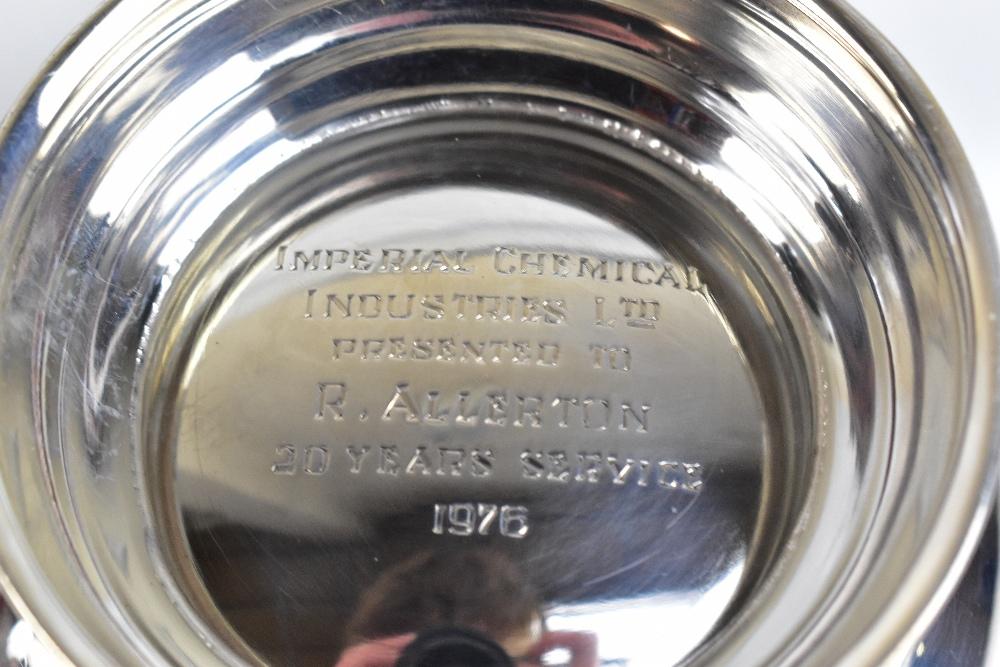 IMPERIAL CHEMICAL
INDUSTRIES LTD
PRESENTED TO
R. ALLERTON
20 YEARS SERVICE
1976